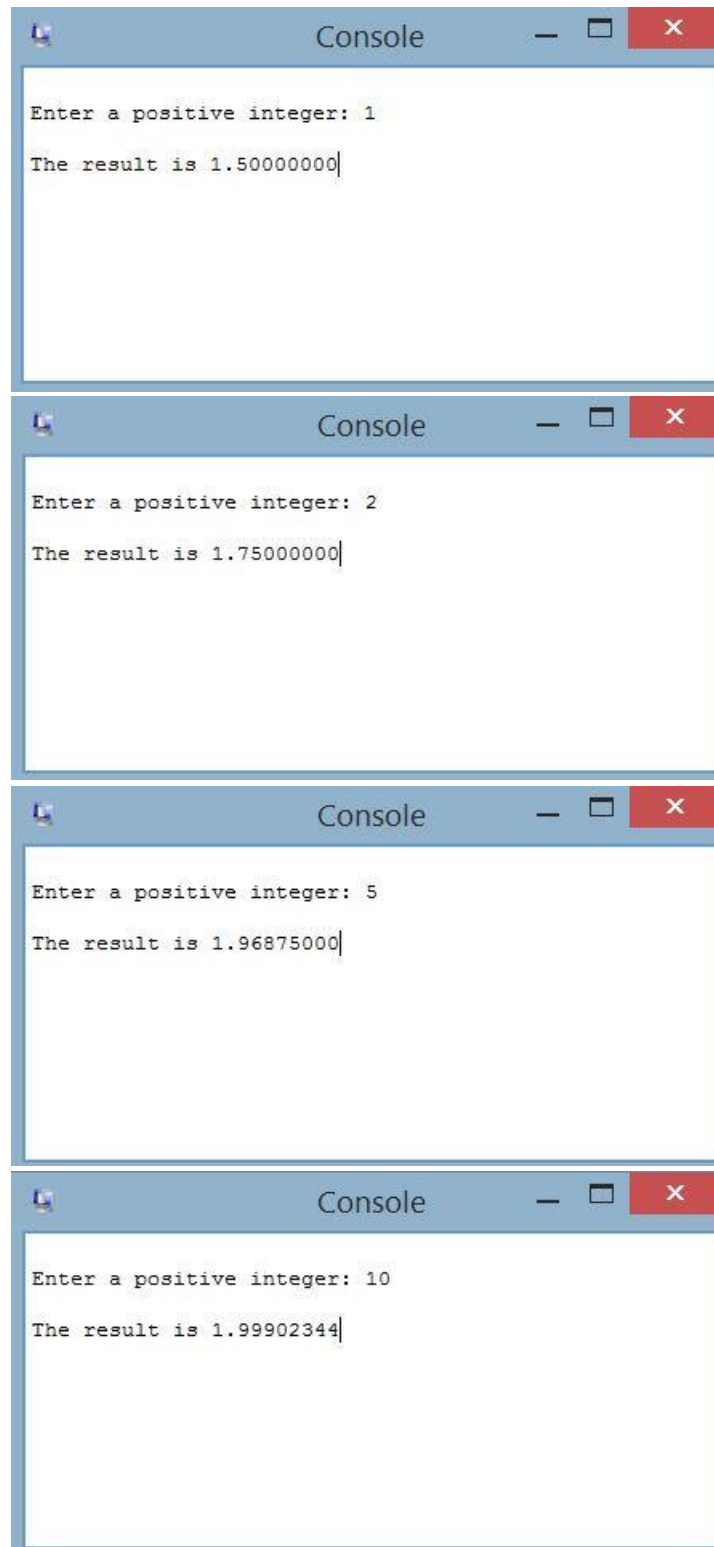 Console
Enter a positive integer: 1
The result is 1.50000000
Console
Enter a positive integer: 2
The result is 1.75000000
Console
Enter a positive integer: 5
The result is 1.96875000
Console
Enter a positive integer: 10
The result is 1.99902344